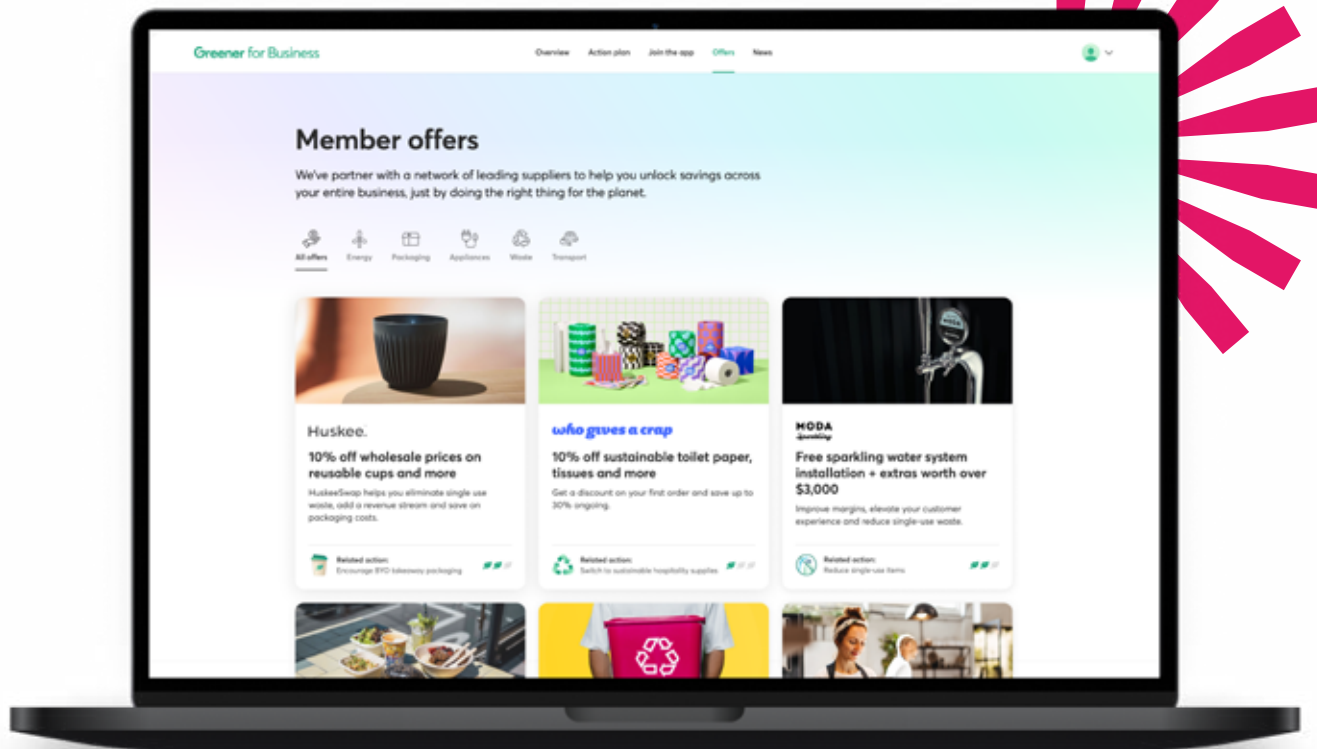 Greener for Business
Overview Action plan Join the app Offers News
Member offers
We've partner with a network of leading suppliers to help you unlock savings across
your entire business, just by doing the right thing for the planet.
All offers Energy Packaging Appliances Waste Transport
Huskee.
10% off wholesale prices on
reusable cups and more
HuskeeSwap helps you eliminate single use
waste, add a revenue stream and save on
packaging costs.
Related action:
Encourage BYO takeaway packaging
who gives a crap
10% off sustainable toilet paper,
tissues and more
Get a discount on your first order and save up to
30% ongoing.
Related action:
Switch to sustainable hospitality supplies
MODA
Sparkling
Free sparkling water system
installation + extras worth over
$3,000
Improve margins, elevate your customer
experience and reduce single-use waste.
Related action:
Reduce single-use items